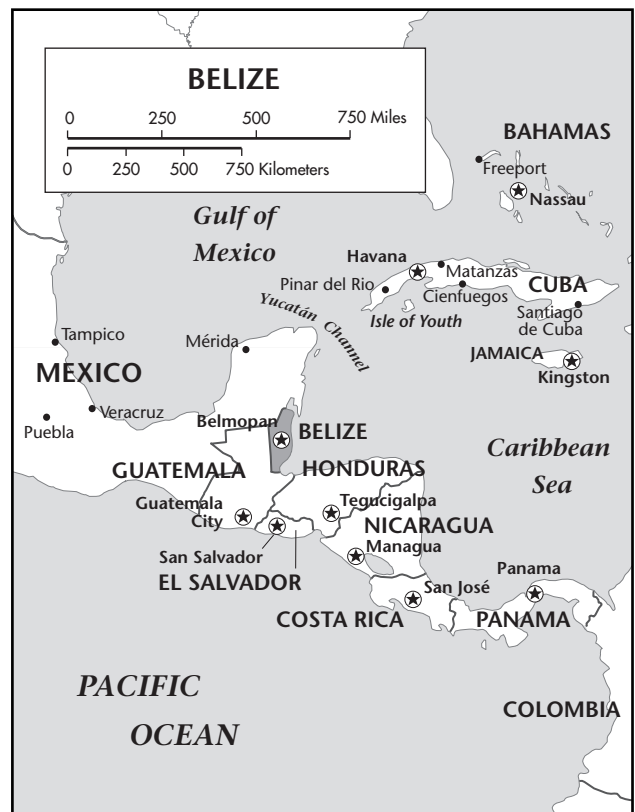 BELIZE
0 250 500 750 Miles
0 250 500 750 Kilometers
BAHAMAS
Freeport
Nassau
Gulf of
Mexico
Havana
Matanzas
Pinar del Rio
CUBA
Cienfuegos
Yucatán Channel
Isle of Youth
Santiago
de Cuba
Tampico
Mérida
JAMAICA
MEXICO
Kingston
Veracruz
Belmopan
BELIZE
Puebla
Caribbean
Sea
GUATEMALA
HONDURAS
Guatemala
City
Tegucigalpa
NICARAGUA
San Salvador
Managua
EL SALVADOR
Panama
San José
COSTA RICA
PANAMA
PACIFIC
OCEAN
COLOMBIA